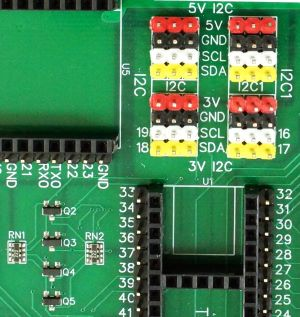 5V I2C
5V
GND
SCL
SDA
I2C
I2C1
U5
I2C
I2C1
3V
GND
19 SCL 16
18 SDA 17
3V I2C
U1
GND
21
RX0
TX0
22
23
GND
33 32
34 31
35 30
36 29
37 28
38 27
39 26
40 25
41 24
RN1
Q2
Q3
RN2
Q4
Q5